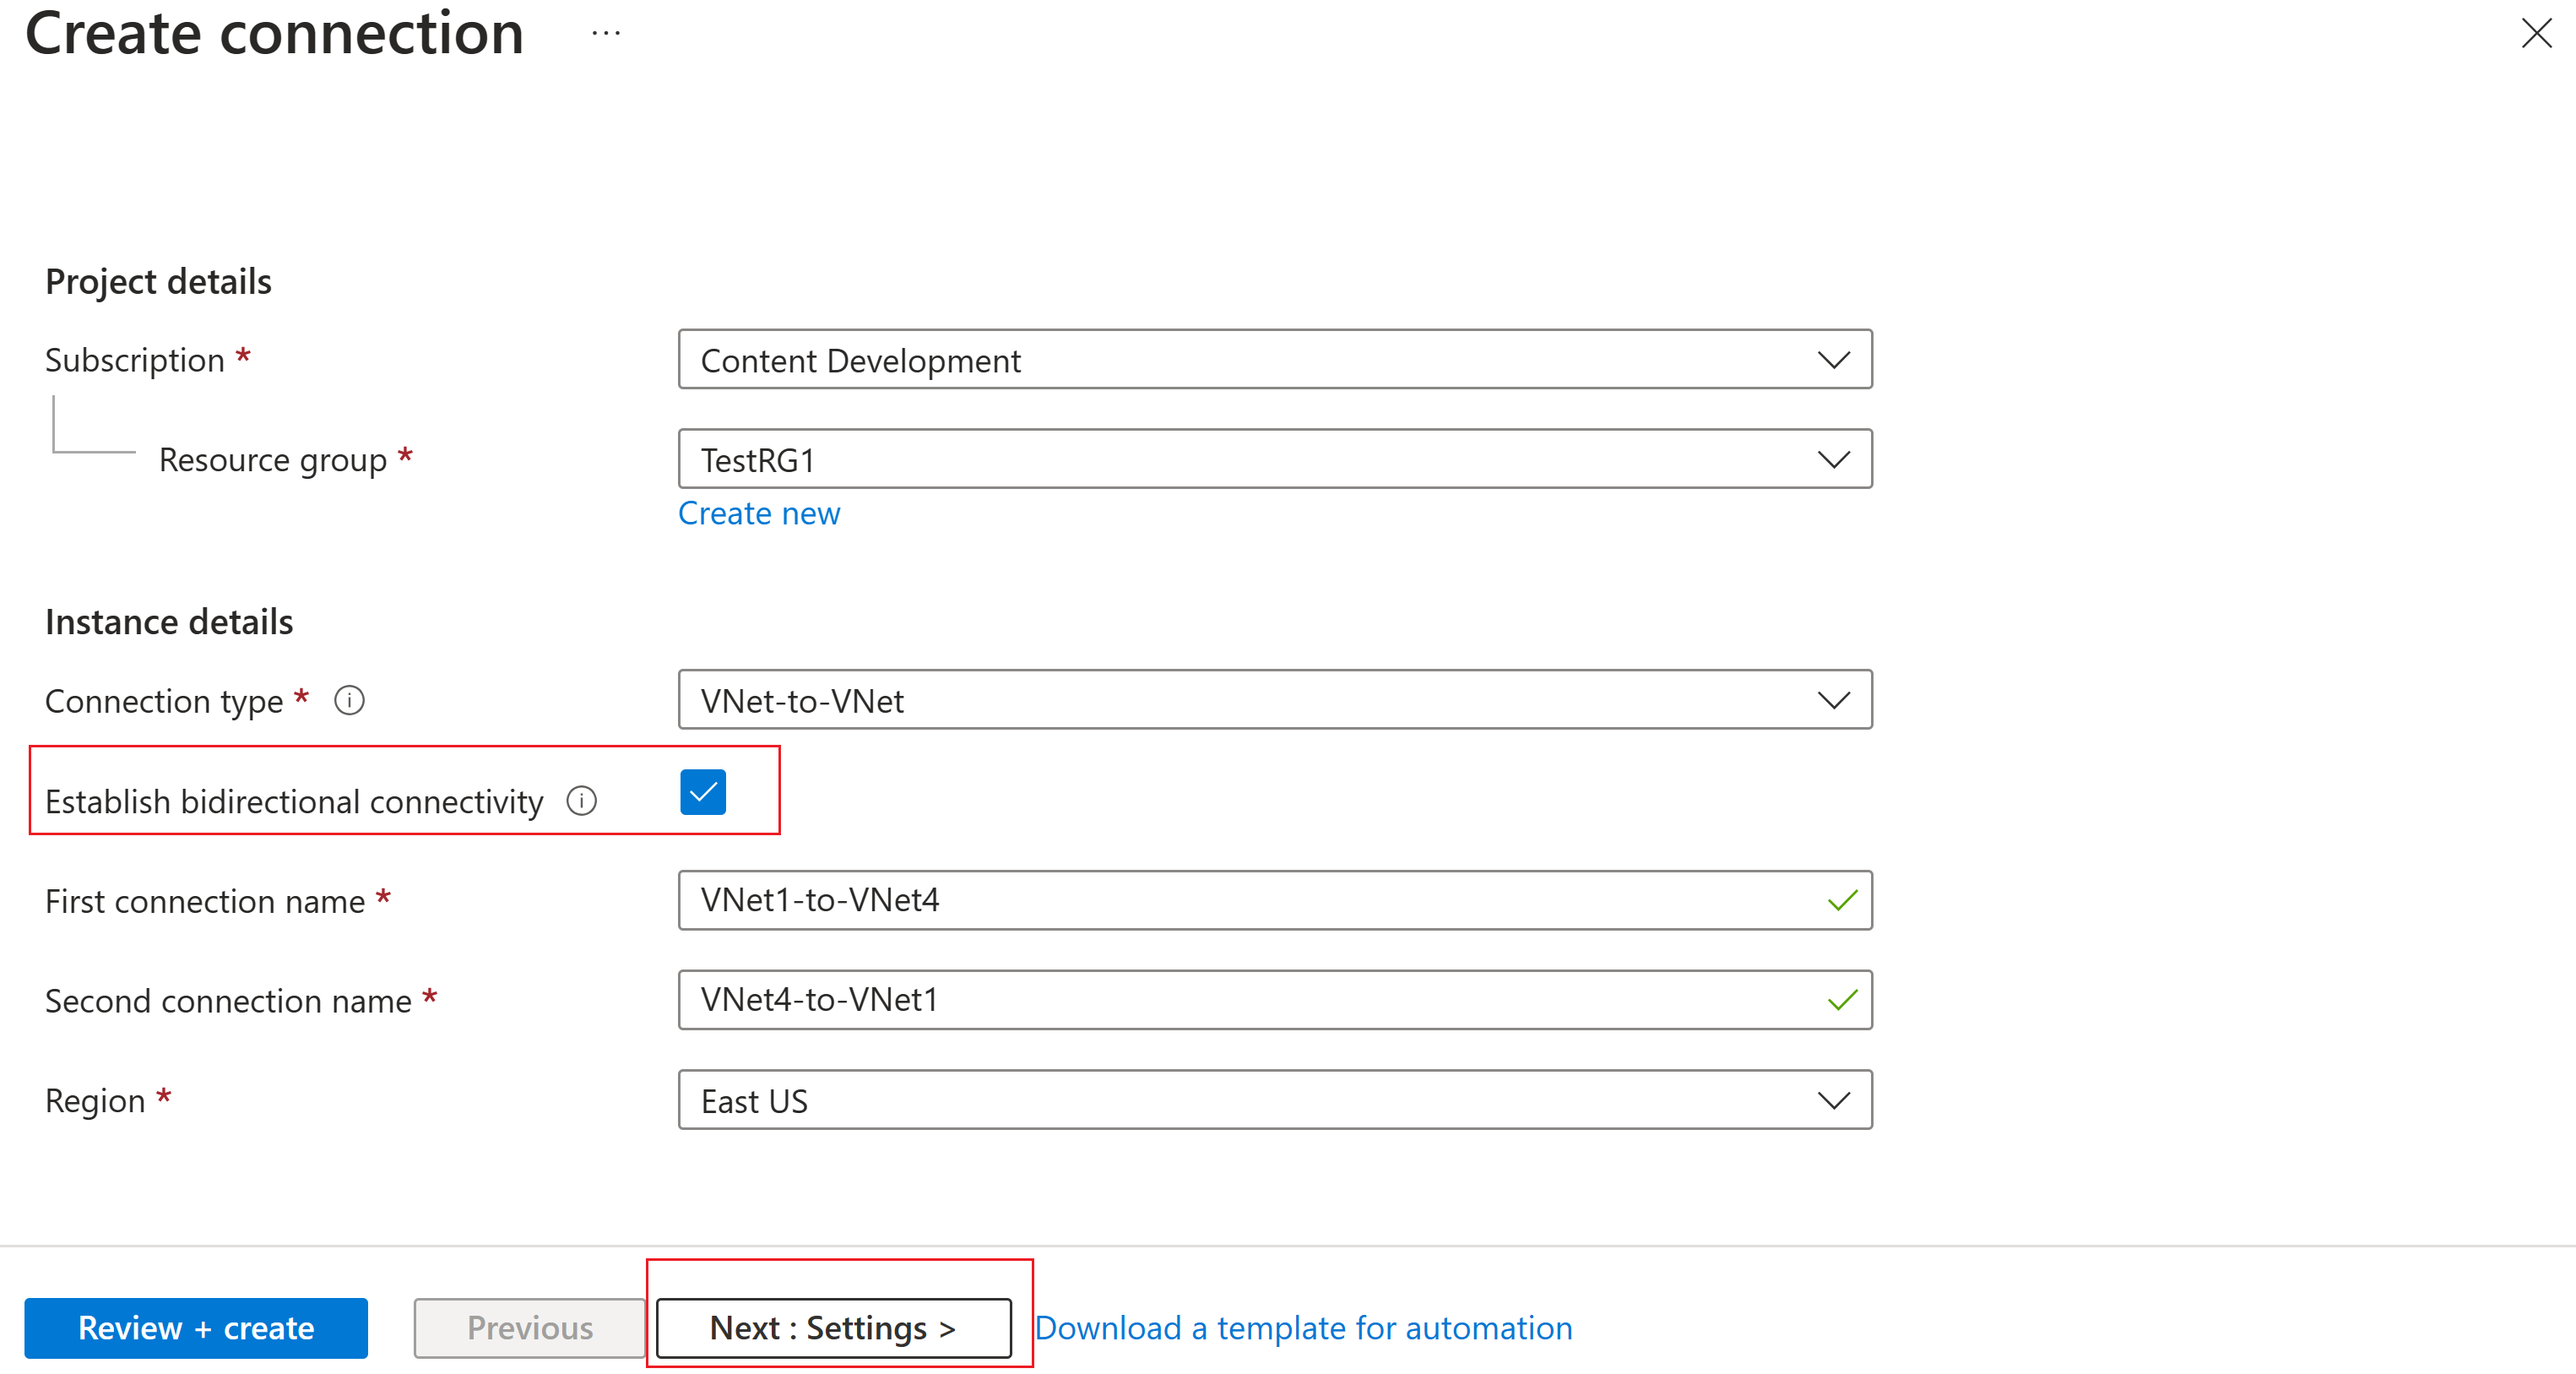 Create connection ...
Project details
Subscription *
Content Development
Resource group *
TestRG1
Create new
Instance details
Connection type *
VNet-to-VNet
Establish bidirectional connectivity
First connection name *
VNet1-to-VNet4
Second connection name *
VNet4-to-VNet1
Region *
East US
Review + create
Previous
Next : Settings >
Download a template for automation